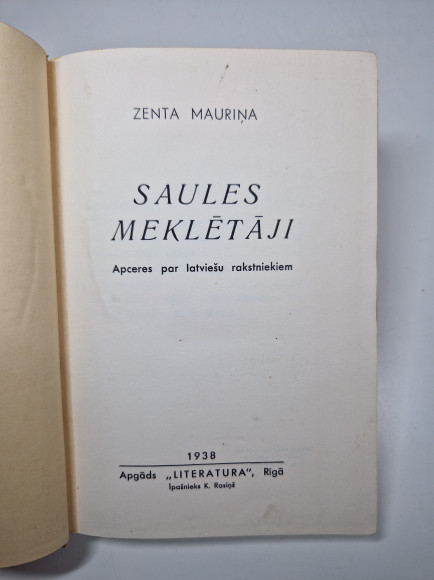 ZENTA MAURIŅA
SAULES
MEKLĒTĀJI
Apceres par latviešu rakstniekiem
1938
Apgāds „LITERATURA”, Rīgā
Īpašnieks K. Rasiņš